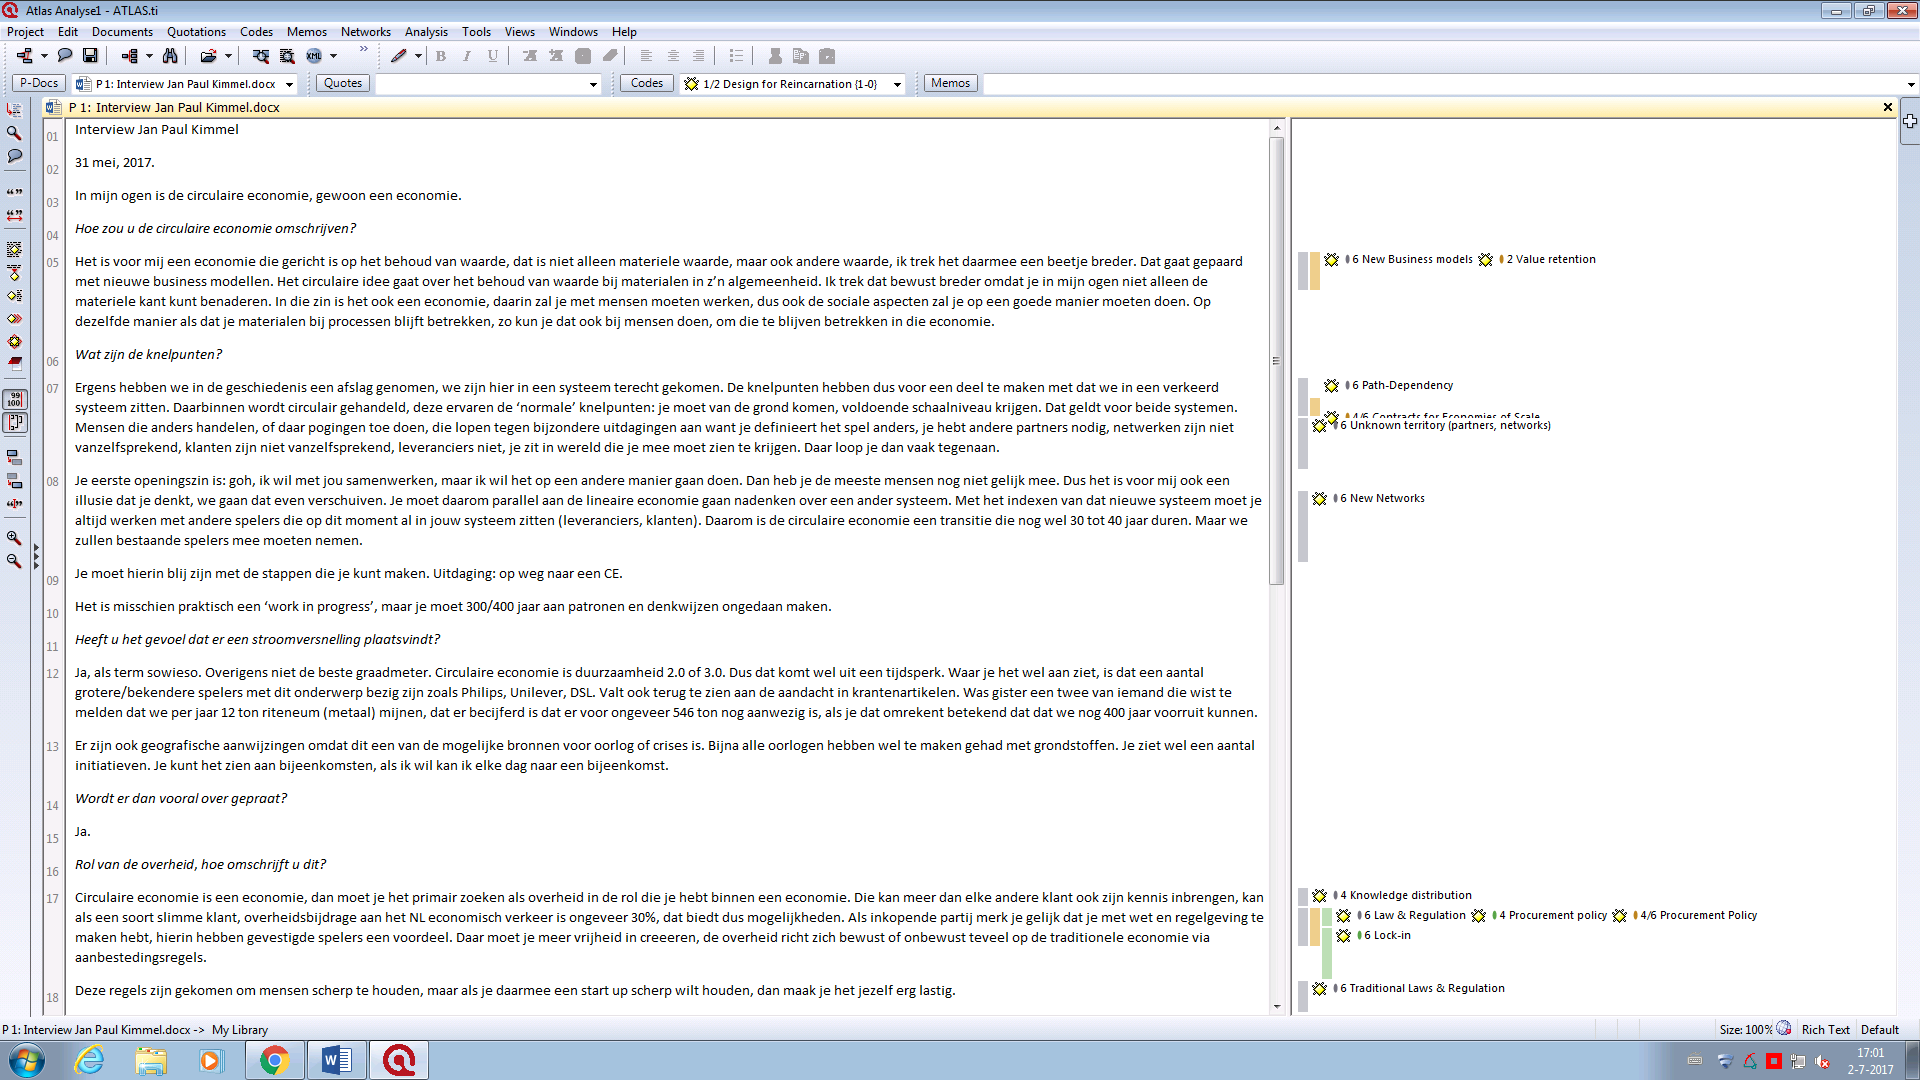 Atlas Analyse1 - ATLAS.ti
Project Edit Documents Quotations Codes Memos Networks Analysis Tools Views Windows Help
XML » B I U A A
P-Docs P 1: Interview Jan Paul Kimmel.docx Quotes Codes 1/2 Design for Reincarnation {1-0} Memos
P 1: Interview Jan Paul Kimmel.docx
01 Interview Jan Paul Kimmel
02 31 mei, 2017.
03 In mijn ogen is de circulaire economie, gewoon een economie.
04 Hoe zou u de circulaire economie omschrijven?
05 Het is voor mij een economie die gericht is op het behoud van waarde, dat is niet alleen materiele waarde, maar ook andere waarde, ik trek het daarmee een beetje breder. Dat gaat gepaard
met nieuwe business modellen. Het circulaire idee gaat over het behoud van waarde bij materialen in z'n algemeenheid. Ik trek dat bewust breder omdat je in mijn ogen niet alleen de
materiele kant kunt benaderen. In die zin is het ook een economie, daarin zal je met mensen moeten werken, dus ook de sociale aspecten zal je op een goede manier moeten doen. Op
dezelfde manier als dat je materialen bij processen blijft betrekken, zo kun je dat ook bij mensen doen, om die te blijven betrekken in die economie.
06 Wat zijn de knelpunten?
07 Ergens hebben we in de geschiedenis een afslag genomen, we zijn hier in een systeem terecht gekomen. De knelpunten hebben dus voor een deel te maken met dat we in een verkeerd
systeem zitten. Daarbinnen wordt circulair gehandeld, deze ervaren de ‘normale’ knelpunten: je moet van de grond komen, voldoende schaalniveau krijgen. Dat geldt voor beide systemen.
Mensen die anders handelen, of daar pogingen toe doen, die lopen tegen bijzondere uitdagingen aan want je definieert het spel anders, je hebt andere partners nodig, netwerken zijn niet
vanzelfsprekend, klanten zijn niet vanzelfsprekend, leveranciers niet, je zit in wereld die je mee moet zien te krijgen. Daar loop je dan vaak tegenaan.
08 Je eerste openingszin is: goh, ik wil met jou samenwerken, maar ik wil het op een andere manier gaan doen. Dan heb je de meeste mensen nog niet gelijk mee. Dus het is voor mij ook een
illusie dat je denkt, we gaan dat even verschuiven. Je moet daarom parallel aan de lineaire economie gaan nadenken over een ander systeem. Met het indexen van dat nieuwe systeem moet je
altijd werken met andere spelers die op dit moment al in jouw systeem zitten (leveranciers, klanten). Daarom is de circulaire economie een transitie die nog wel 30 tot 40 jaar duren. Maar we
zullen bestaande spelers mee moeten nemen.
09 Je moet hierin blij zijn met de stappen die je kunt maken. Uitdaging: op weg naar een CE.
10 Het is misschien praktisch een ‘work in progress’, maar je moet 300/400 jaar aan patronen en denkwijzen ongedaan maken.
11 Heeft u het gevoel dat er een stroomversnelling plaatsvindt?
12 Ja, als term sowieso. Overigens niet de beste graadmeter. Circulaire economie is duurzaamheid 2.0 of 3.0. Dus dat komt wel uit een tijdsperk. Waar je het wel aan ziet, is dat een aantal
grotere/bekendere spelers met dit onderwerp bezig zijn zoals Philips, Unilever, DSL. Valt ook terug te zien aan de aandacht in krantenartikelen. Was gister een twee van iemand die wist te
melden dat we per jaar 12 ton riteneum (metaal) mijnen, dat er becijferd is dat er voor ongeveer 546 ton nog aanwezig is, als je dat omrekent betekend dat dat we nog 400 jaar voorruit kunnen.
13 Er zijn ook geografische aanwijzingen omdat dit een van de mogelijke bronnen voor oorlog of crises is. Bijna alle oorlogen hebben wel te maken gehad met grondstoffen. Je ziet wel een aantal
initiatieven. Je kunt het zien aan bijeenkomsten, als ik wil kan ik elke dag naar een bijeenkomst.
14 Wordt er dan vooral over gepraat?
15 Ja.
16 Rol van de overheid, hoe omschrijft u dit?
17 Circulaire economie is een economie, dan moet je het primair zoeken als overheid in de rol die je hebt binnen een economie. Die kan meer dan elke andere klant ook zijn kennis inbrengen, kan
als een soort slimme klant, overheidsbijdrage aan het NL economisch verkeer is ongeveer 30%, dat biedt dus mogelijkheden. Als inkopende partij merk je gelijk dat je met wet en regelgeving te
maken hebt, hierin hebben gevestigde spelers een voordeel. Daar moet je meer vrijheid in creeeren, de overheid richt zich bewust of onbewust teveel op de traditionele economie via
aanbestedingsregels.
18 Deze regels zijn gekomen om mensen scherp te houden, maar als je daarmee een start up scherp wilt houden, dan maak je het jezelf erg lastig.
6 New Business models 2 Value retention
6 Path-Dependency
4/6 Contracts for Economies of Scale
6 Unknown territory (partners, networks)
6 New Networks
4 Knowledge distribution
6 Law & Regulation 4 Procurement policy 4/6 Procurement Policy
6 Lock-in
6 Traditional Laws & Regulation
P 1: Interview Jan Paul Kimmel.docx -> My Library Size: 100% Rich Text Default
17:01
2-7-2017